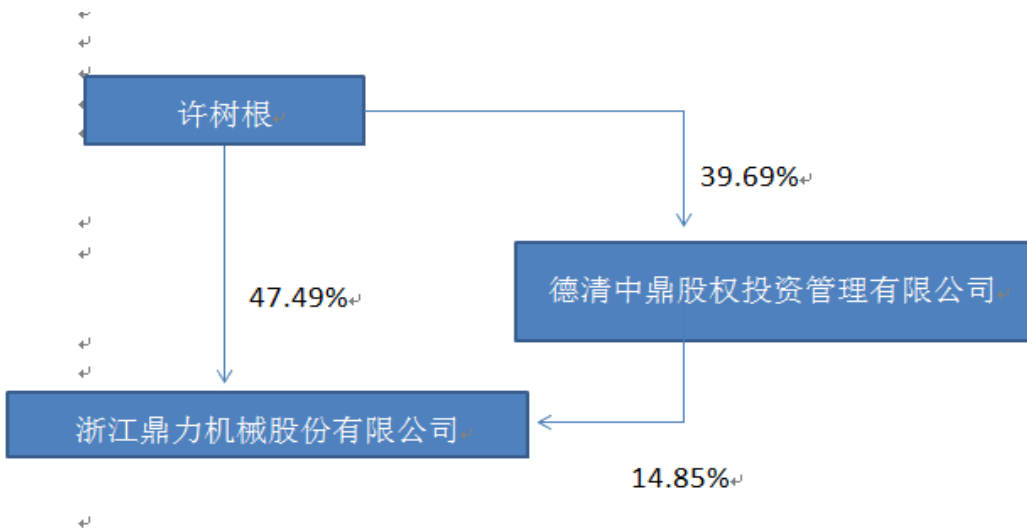 许树根
39.69%
德清中鼎股权投资管理有限公司
47.49%
浙江鼎力机械股份有限公司
14.85%